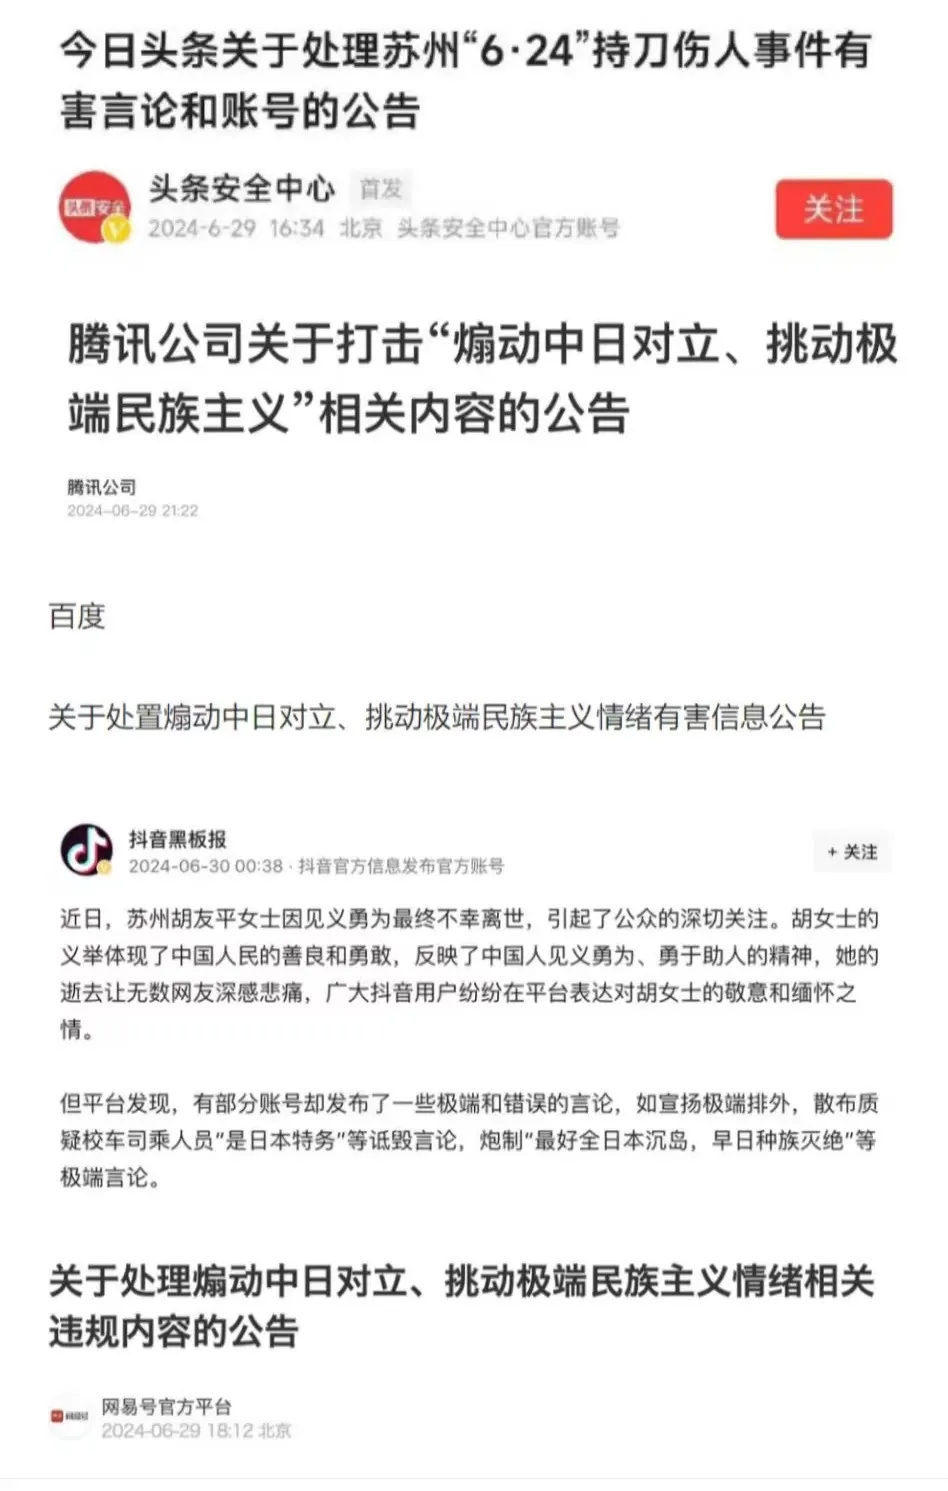 今日头条关于处理苏州“6·24”持刀伤人事件有
害言论和账号的公告
头条安全中心 首发
头条安全
2024-6-29 16:34 北京 头条安全中心官方账号
关注
腾讯公司关于打击“煽动中日对立、挑动极
端民族主义”相关内容的公告
腾讯公司
2024-06-29 21:22
百度
关于处置煽动中日对立、挑动极端民族主义情绪有害信息公告
抖音黑板报
2024-06-30 00:38 · 抖音官方信息发布官方账号
+ 关注
近日，苏州胡友平女士因见义勇为最终不幸离世，引起了公众的深切关注。胡女士的
义举体现了中国人民的善良和勇敢，反映了中国人见义勇为、勇于助人的精神，她的
逝去让无数网友深感悲痛，广大抖音用户纷纷在平台表达对胡女士的敬意和缅怀之
情。
但平台发现，有部分账号却发布了一些极端和错误的言论，如宣扬极端排外，散布质
疑校车司乘人员“是日本特务”等诋毁言论，炮制“最好全日本沉岛，早日种族灭绝”等
极端言论。
关于处理煽动中日对立、挑动极端民族主义情绪相关
违规内容的公告
网易号官方平台
2024-06-29 18:12 北京